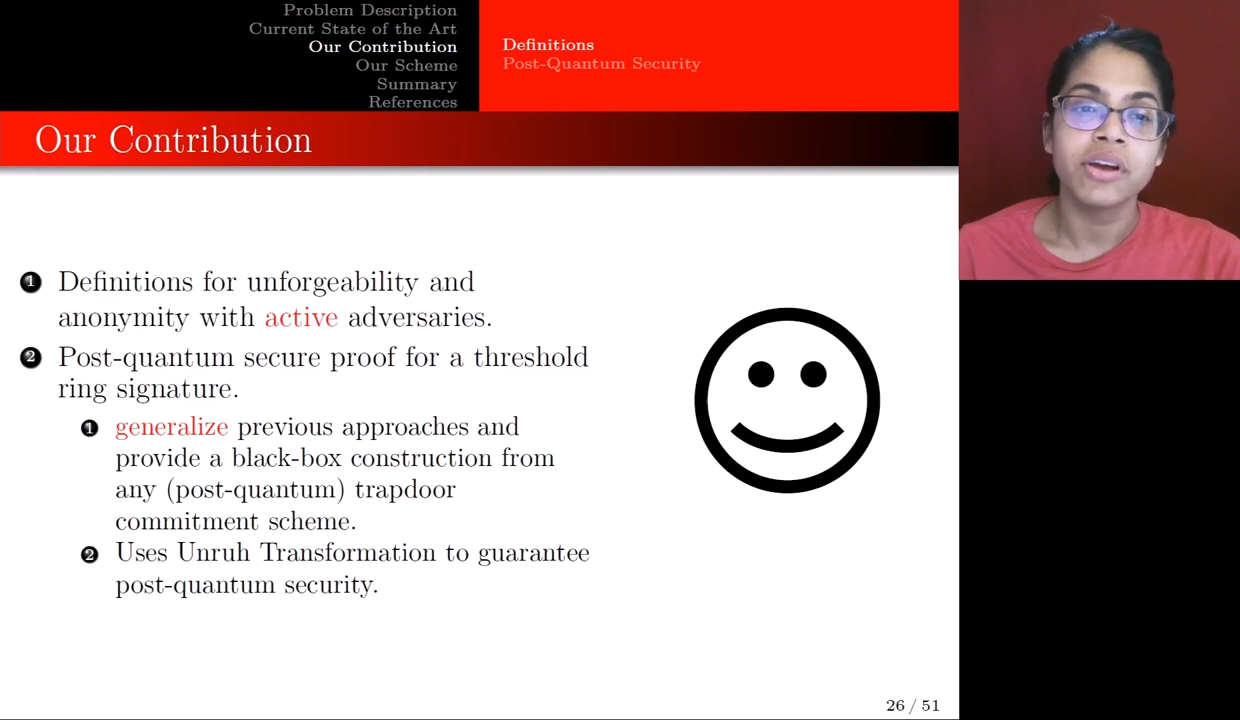 Problem Description
Current State of the Art
Our Contribution
Our Scheme
Summary
References
Definitions
Post-Quantum Security
Our Contribution
1 Definitions for unforgeability and
anonymity with active adversaries.
2 Post-quantum secure proof for a threshold
ring signature.
1 generalize previous approaches and
provide a black-box construction from
any (post-quantum) trapdoor
commitment scheme.
2 Uses Unruh Transformation to guarantee
post-quantum security.
26 / 51